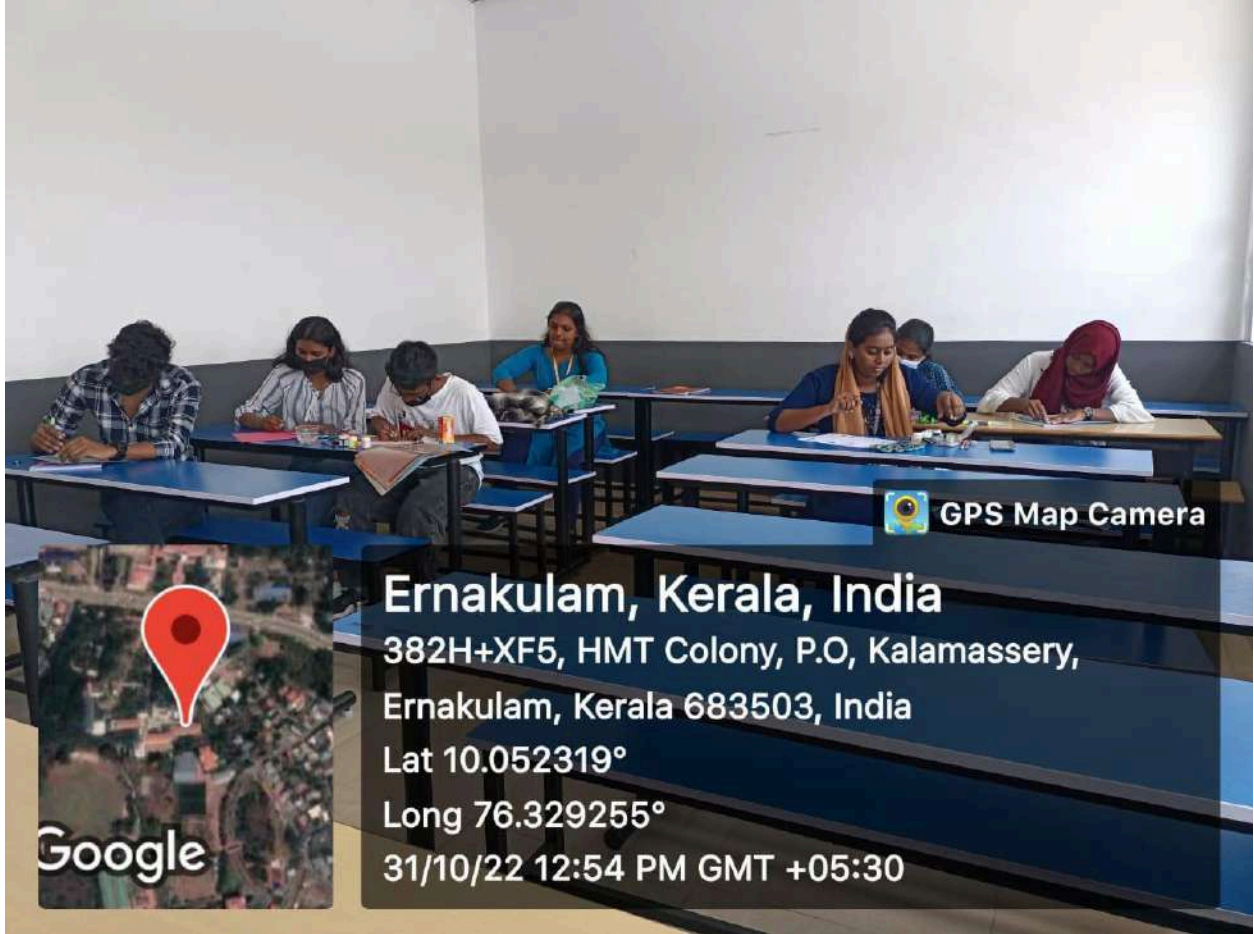 GPS Map Camera
Ernakulam, Kerala, India
382H+XF5, HMT Colony, P.O, Kalamassery,
Ernakulam, Kerala 683503, India
Lat 10.052319°
Long 76.329255°
31/10/22 12:54 PM GMT +05:30
Google